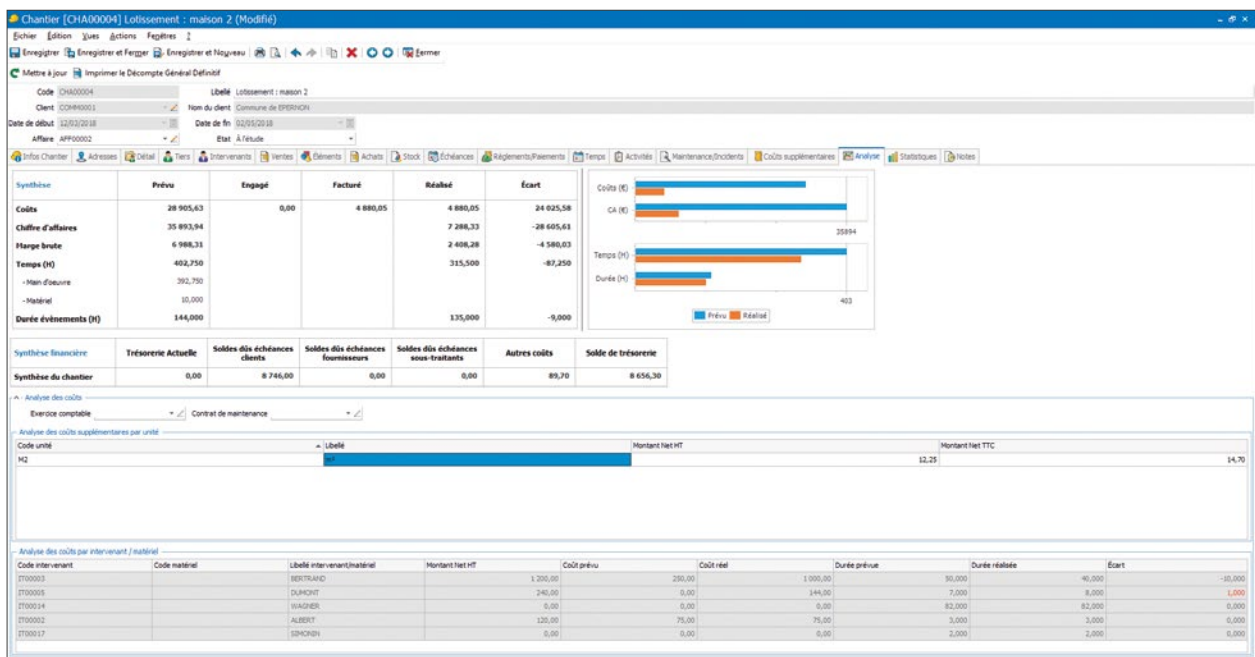 Chantier [CHA00004] Lotissement : maison 2 (Modifié)
Fichier Édition Vues Actions Fenêtres ?
Enregistrer Enregistrer et Fermer Enregistrer et Nouveau Fermer
Mettre à jour Imprimer le Décompte Général Définitif
Code CHA00004 Libellé Lotissement : maison 2
Client COMM0001 Nom du client Commune de EPERNON
Date de début 12/03/2018 Date de fin 02/05/2018
Affaire AFF00002 Etat À l'étude
Infos Chantier Adresses Détail Tiers Intervenants Ventes Éléments Achats Stock Échéances Règlements/Paiements Temps Activités Maintenance/Incidents Coûts supplémentaires Analyse Statistiques Notes
Synthèse Prévu Engagé Facturé Réalisé Écart
Coûts 28 905,63 0,00 4 880,05 4 880,05 24 025,58
Chiffre d'affaires 35 893,94 7 288,33 -28 605,61
Marge brute 6 988,31 2 408,28 -4 580,03
Temps (H) 402,750 315,500 -87,250
- Main d'oeuvre 392,750
- Matériel 10,000
Durée évènements (H) 144,000 135,000 -9,000
Coûts (€)
CA (€)
35894
Temps (H)
Durée (H)
403
Prévu Réalisé
Synthèse financière Trésorerie Actuelle Soldes dûs échéances clients Soldes dûs échéances fournisseurs Soldes dûs échéances sous-traitants Autres coûts Solde de trésorerie
Synthèse du chantier 0,00 8 746,00 0,00 0,00 89,70 8 656,30
Analyse des coûts
Exercice comptable Contrat de maintenance
Analyse des coûts supplémentaires par unité
Code unité Libellé Montant Net HT Montant Net TTC
M2 12,25 14,70
Analyse des coûts par intervenant / matériel
Code intervenant Code matériel Libellé intervenant/matériel Montant Net HT Coût prévu Coût réel Durée prévue Durée réalisée Écart
IT00003 BERTRAND 1 200,00 250,00 1 000,00 50,000 40,000 -10,000
IT00005 DUMONT 240,00 0,00 144,00 7,000 8,000 1,000
IT00014 WAGNER 0,00 0,00 0,00 82,000 82,000 0,000
IT00002 ALBERT 120,00 75,00 75,00 3,000 3,000 0,000
IT00017 SIMONIN 0,00 0,00 0,00 2,000 2,000 0,000